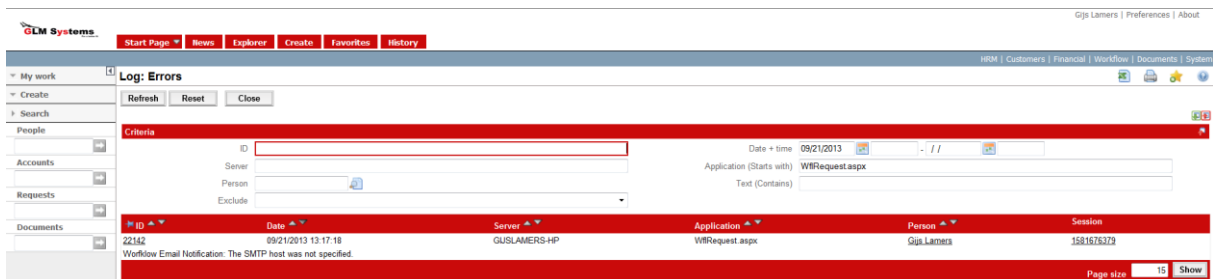 Gijs Lamers | Preferences | About
GLM Systems
Start Page News Explorer Create Favorites History
HRM | Customers | Financial | Workflow | Documents | System
My work
Log: Errors
Create
Refresh Reset Close
Search
People
Criteria
ID
Date + time 09/21/2013 - / /
Accounts
Server
Application (Starts with) WflRequest.aspx
Person
Text (Contains)
Requests
Exclude
Documents
ID Date Server Application Person Session
22142 09/21/2013 13:17:18 GIJSLAMERS-HP WflRequest.aspx Gijs Lamers 1581676379
Worfklow Email Notification: The SMTP host was not specified.
Page size 15 Show